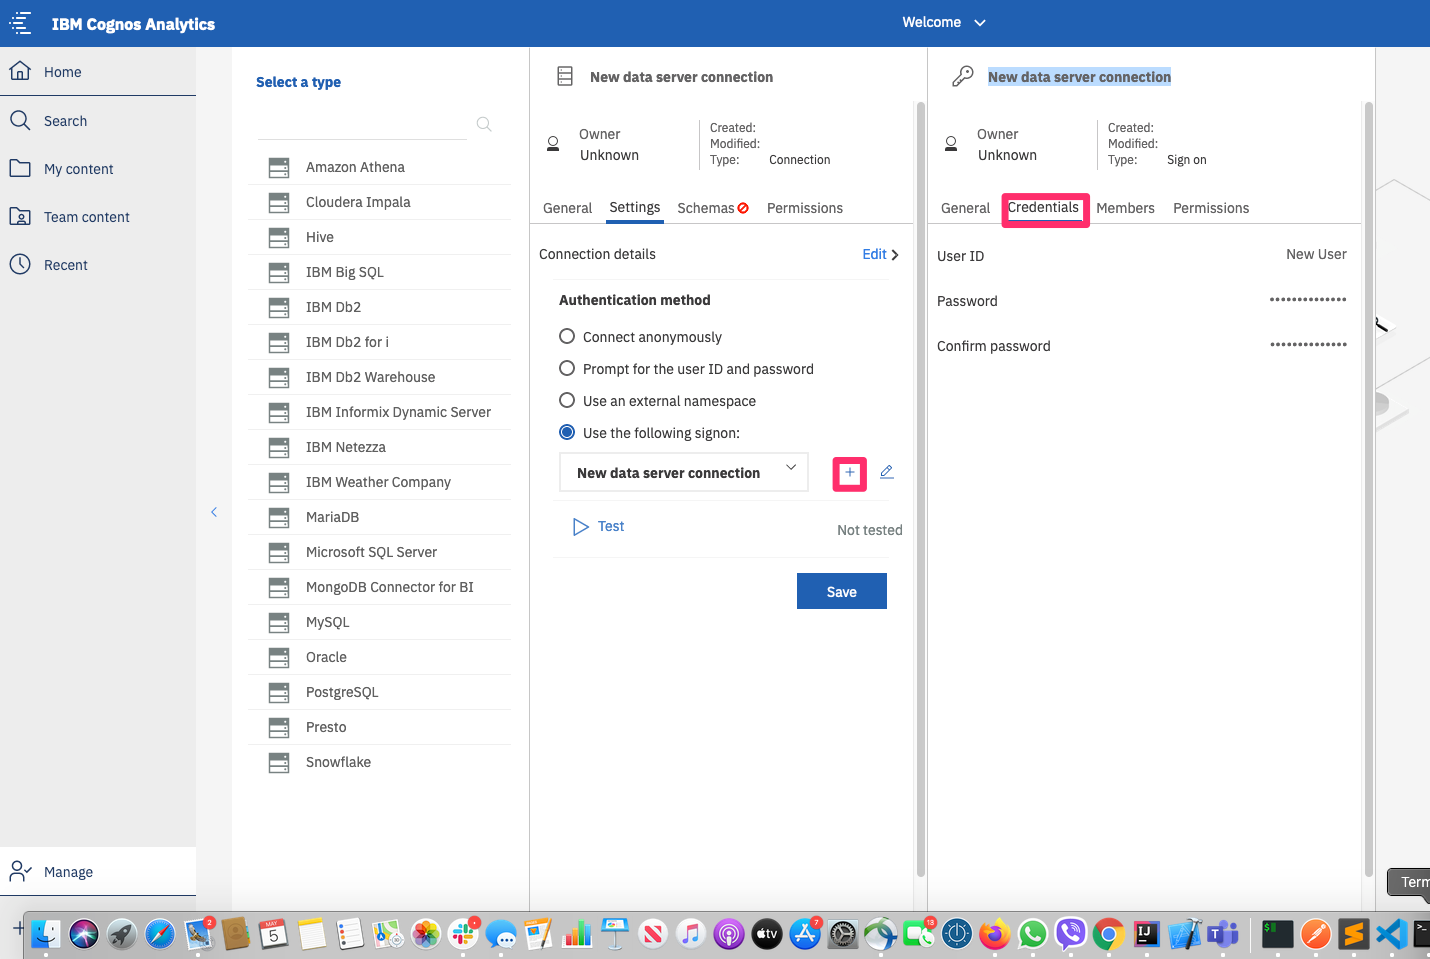 IBM Cognos Analytics
Welcome
Home
Search
My content
Team content
Recent
Manage
Select a type
Amazon Athena
Cloudera Impala
Hive
IBM Big SQL
IBM Db2
IBM Db2 for i
IBM Db2 Warehouse
IBM Informix Dynamic Server
IBM Netezza
IBM Weather Company
MariaDB
Microsoft SQL Server
MongoDB Connector for BI
MySQL
Oracle
PostgreSQL
Presto
Snowflake
New data server connection
Owner
Unknown
Created:
Modified:
Type: Connection
General Settings Schemas Permissions
Connection details Edit
Authentication method
Connect anonymously
Prompt for the user ID and password
Use an external namespace
Use the following signon:
New data server connection
Test Not tested
Save
New data server connection
Owner
Unknown
Created:
Modified:
Type: Sign on
General Credentials Members Permissions
User ID New User
Password ••••••••••••••
Confirm password ••••••••••••••
Term
2
MAY
5
tv
7
13
IJ
T
$
>_